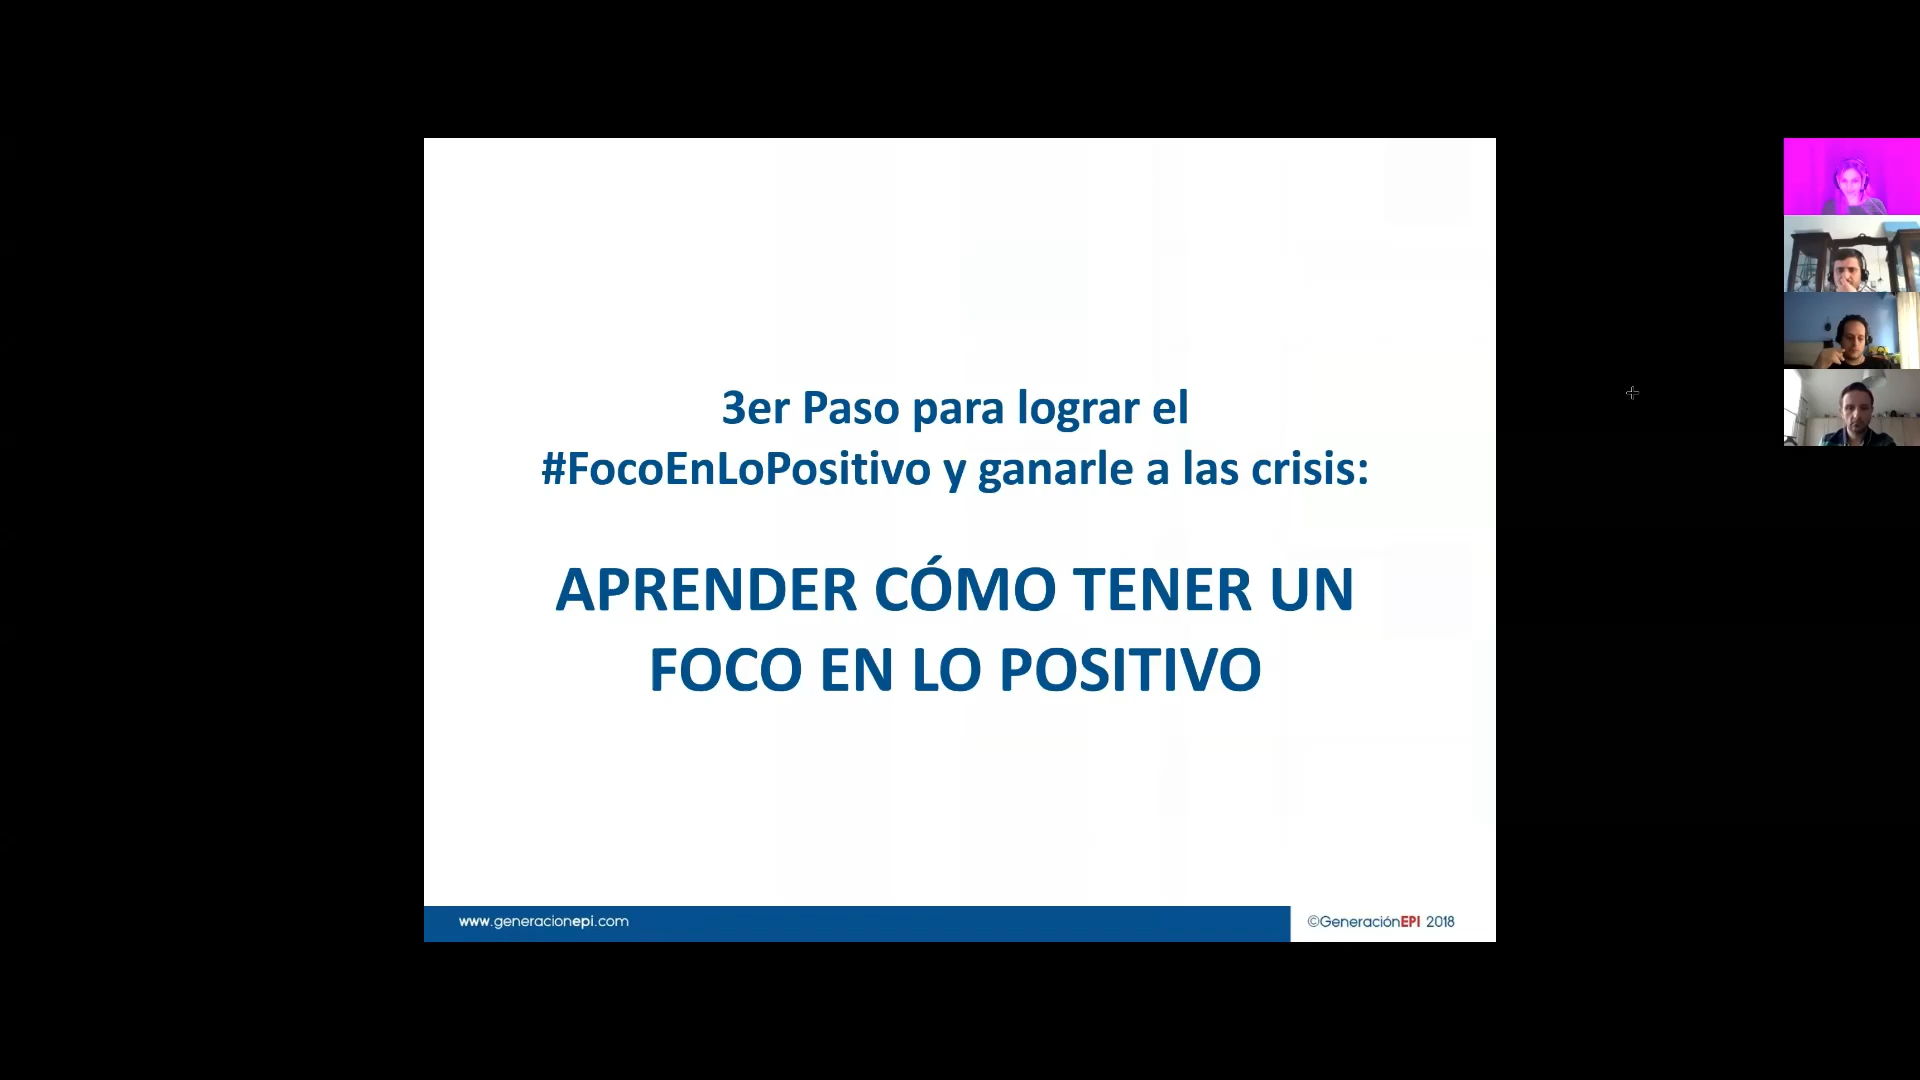 3er Paso para lograr el
#FocoEnLoPositivo y ganarle a las crisis:
APRENDER CÓMO TENER UN
FOCO EN LO POSITIVO
www.generacionepi.com
©GeneraciónEPI 2018